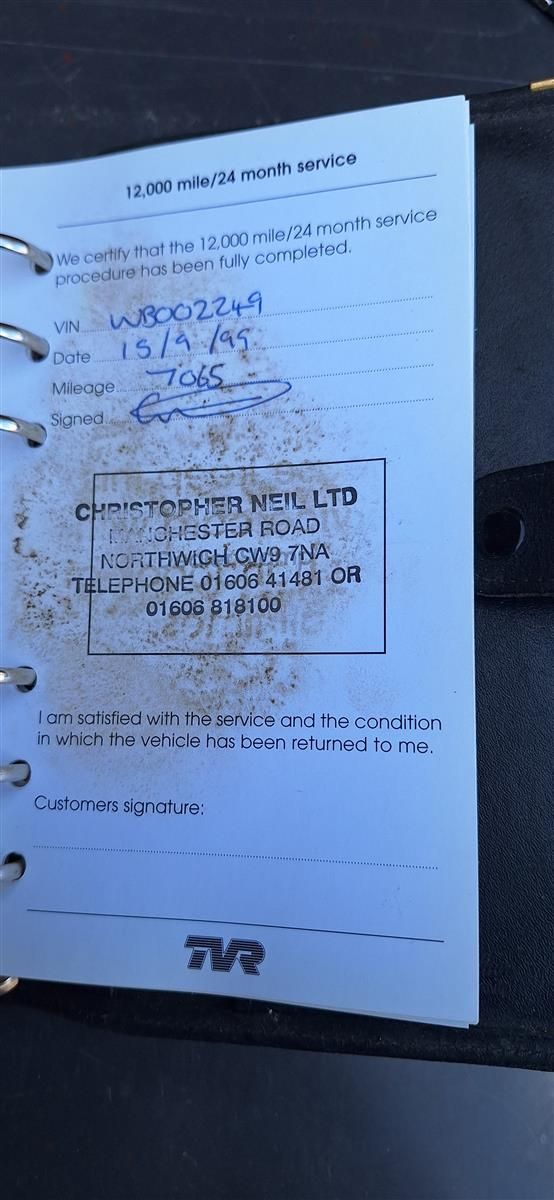 12,000 mile/24 month service
We certify that the 12,000 mile/24 month service
procedure has been fully completed.
VIN WB002249
Date 15/9/99
Mileage 7065
Signed
CHRISTOPHER NEIL LTD
MANCHESTER ROAD
NORTHWICH CW9 7NA
TELEPHONE 01606 41481 OR
01606 818100
I am satisfied with the service and the condition
in which the vehicle has been returned to me.
Customers signature:
TVR